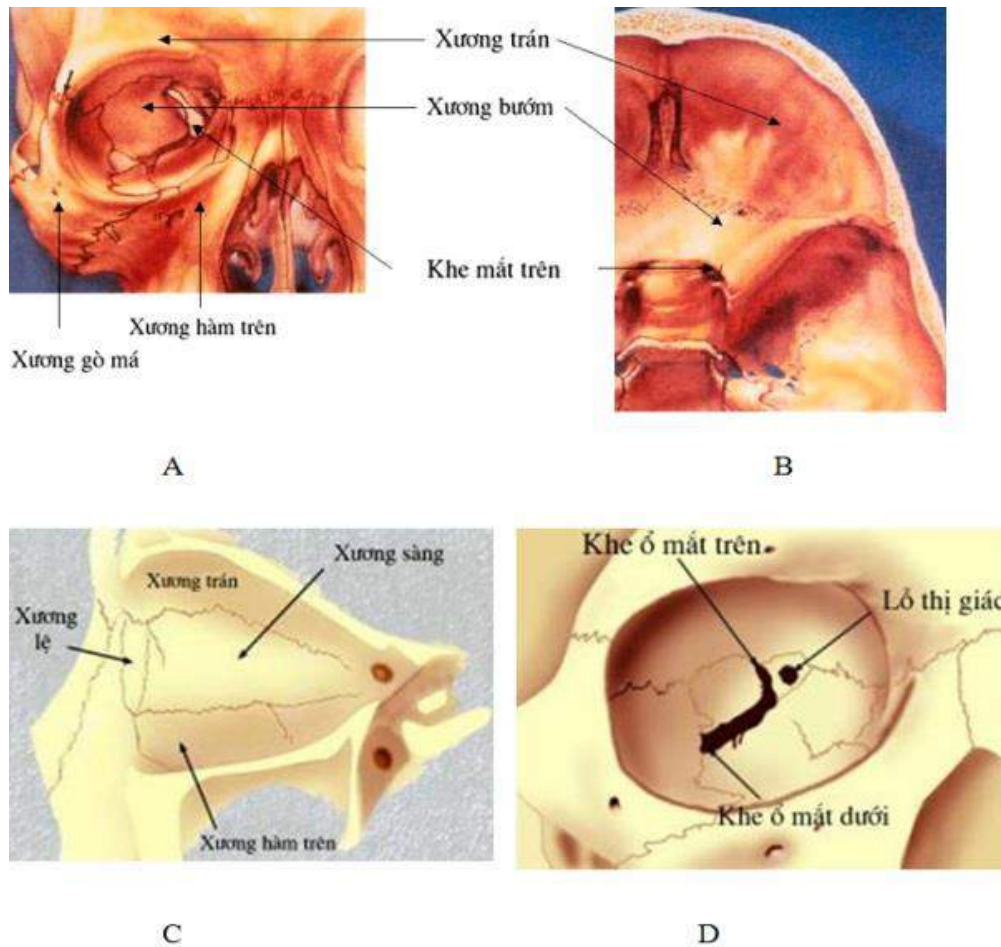 Xương trán
Xương bướm
Khe mắt trên
Xương hàm trên
Xương gò má
A
B
Xương sàng
Xương trán
Xương
lệ
Xương hàm trên
Khe ổ mắt trên
Lỗ thị giác
Khe ổ mắt dưới
C
D